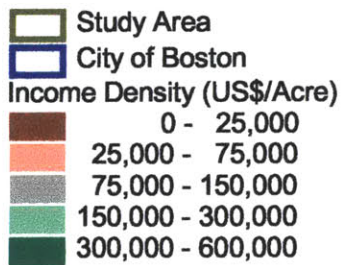 Study Area
City of Boston
Income Density (US$/Acre)
0 - 25,000
25,000 - 75,000
75,000 - 150,000
150,000 - 300,000
300,000 - 600,000